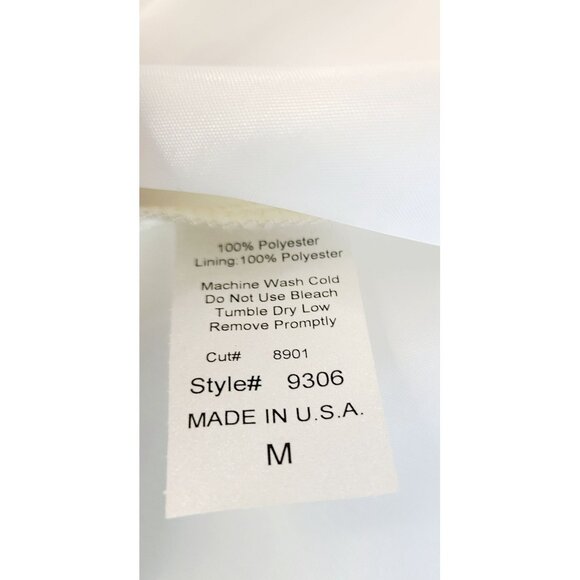 100% Polyester
Lining:100% Polyester
Machine Wash Cold
Do Not Use Bleach
Tumble Dry Low
Remove Promptly
Cut# 8901
Style# 9306
MADE IN U.S.A.
M